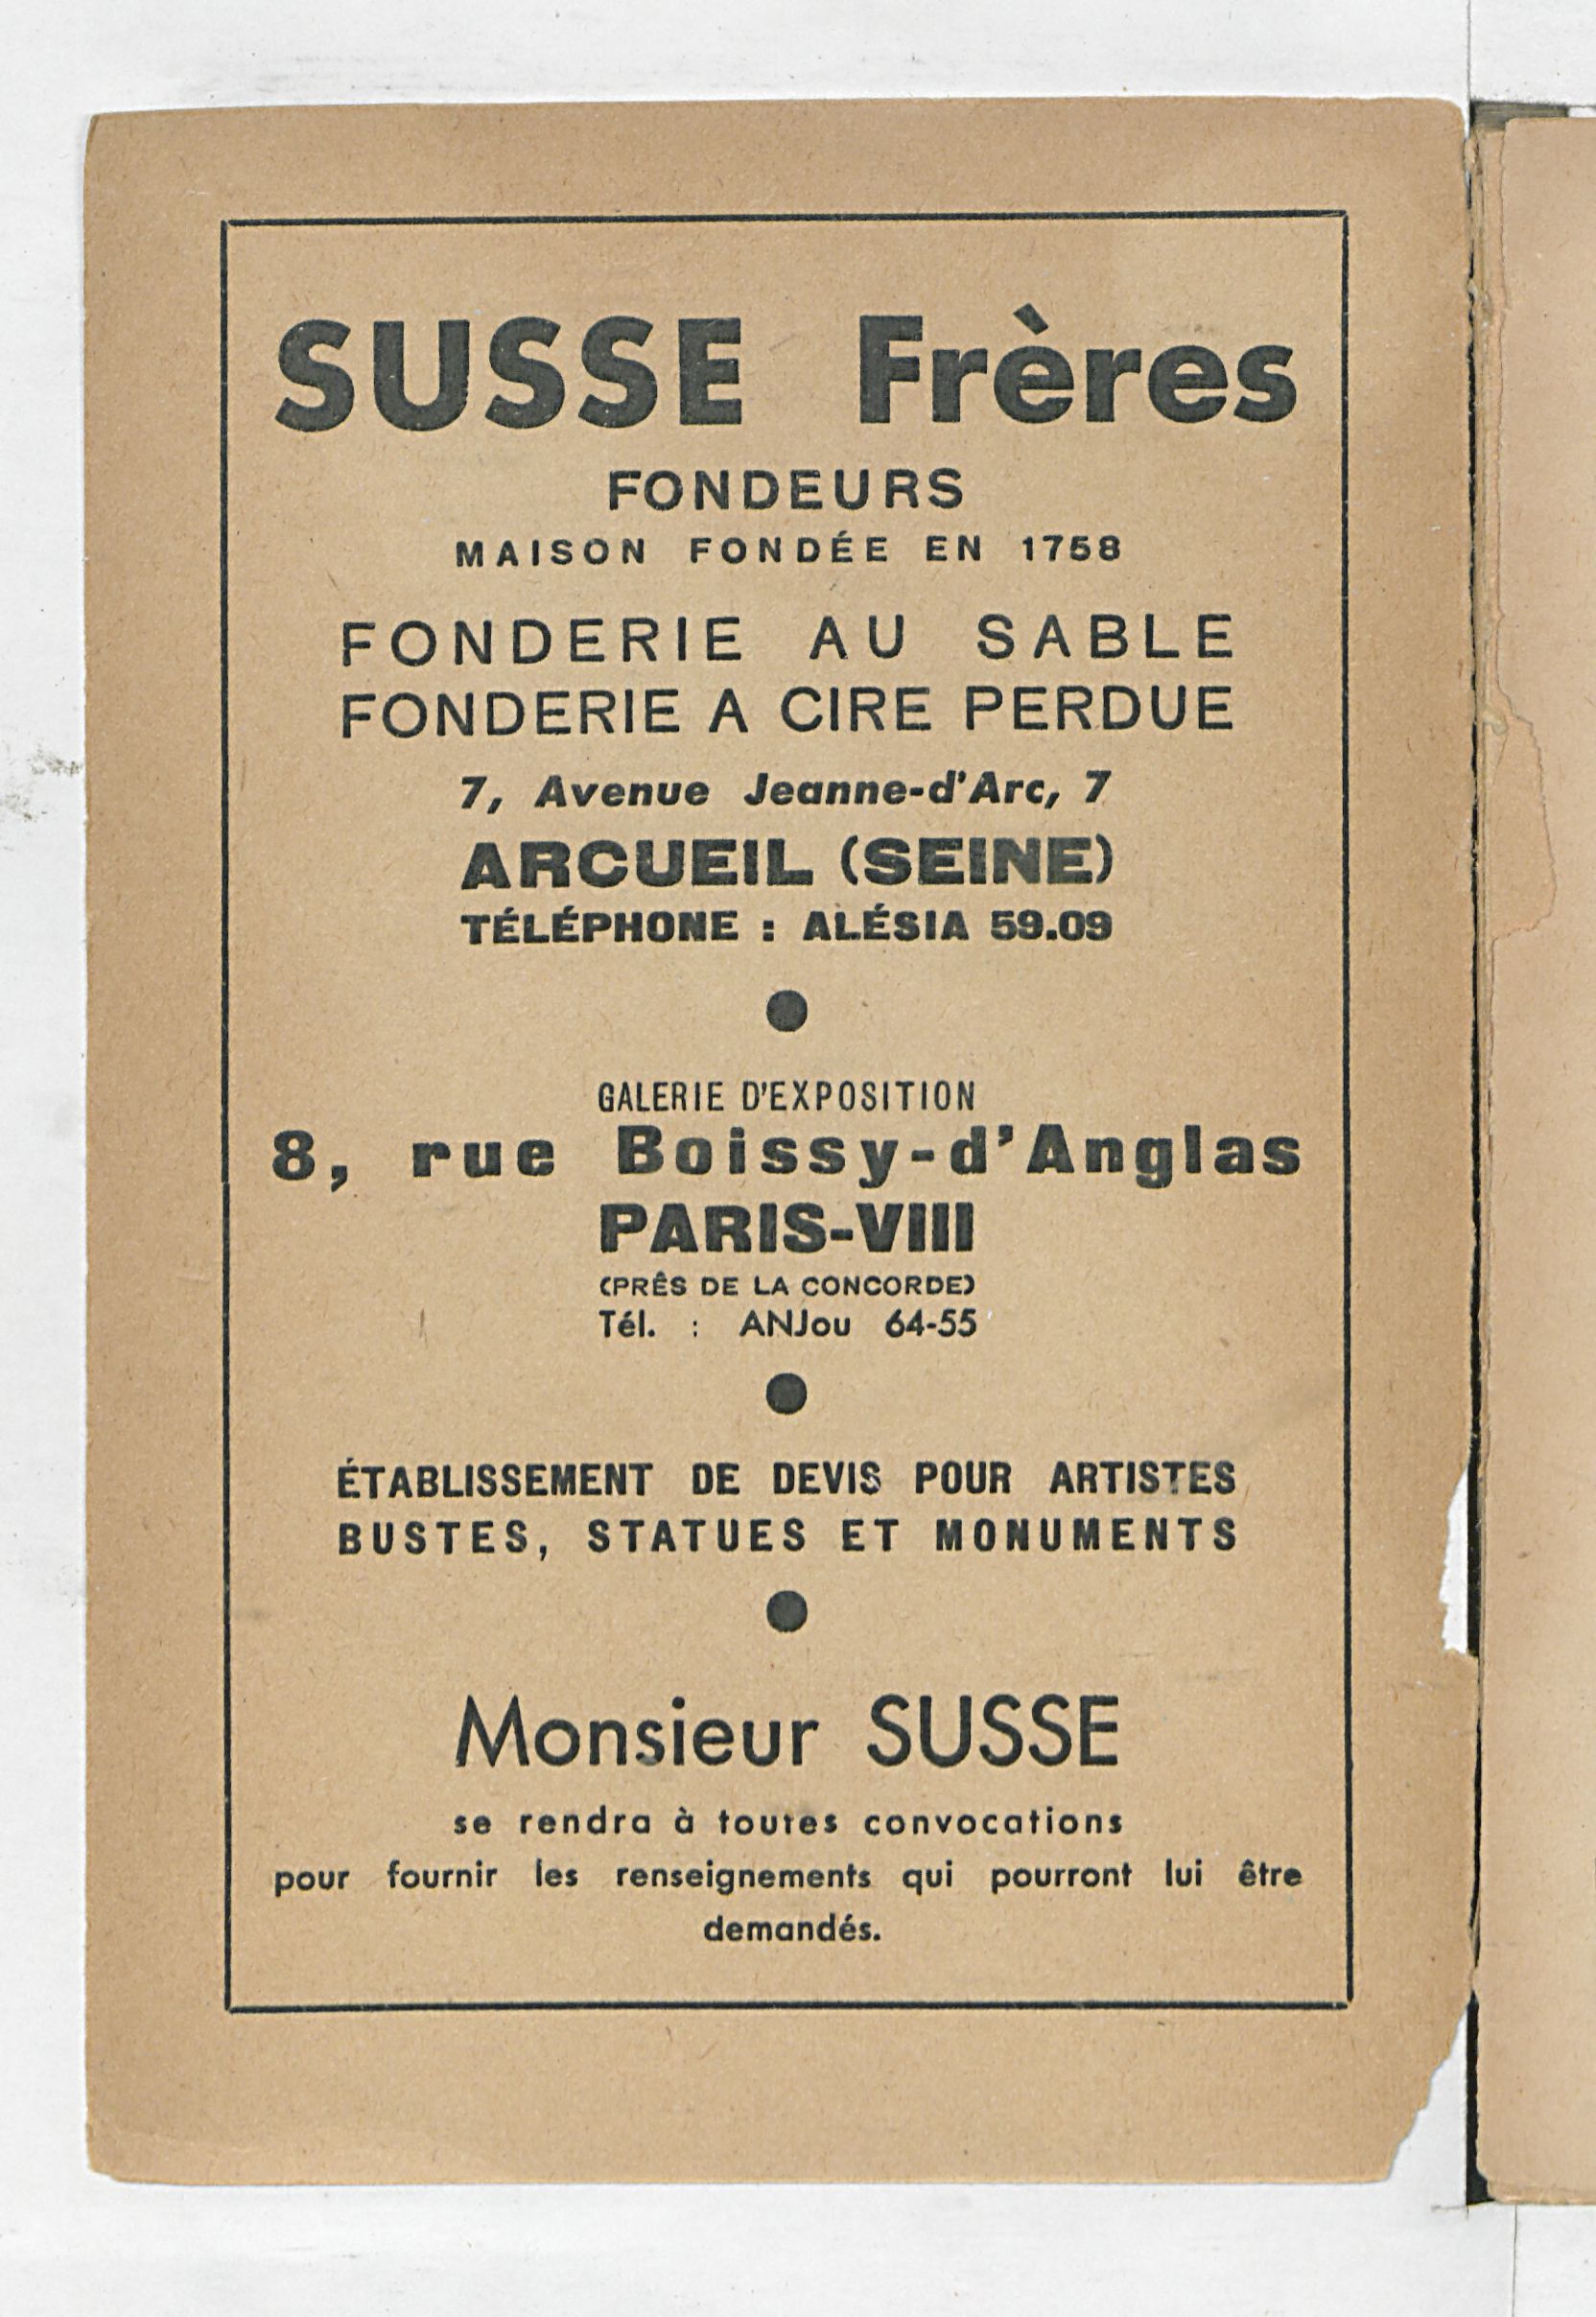 SUSSE Frères
FONDEURS
MAISON FONDÉE EN 1758
FONDERIE AU SABLE
FONDERIE A CIRE PERDUE
7, Avenue Jeanne-d'Arc, 7
ARCUEIL (SEINE)
TÉLÉPHONE : ALÉSIA 59.09
GALERIE D'EXPOSITION
8, rue Boissy-d'Anglas
PARIS-VIII
(PRÊS DE LA CONCORDE)
Tél. : ANJou 64-55
ÉTABLISSEMENT DE DEVIS POUR ARTISTES
BUSTES, STATUES ET MONUMENTS
Monsieur SUSSE
se rendra à toutes convocations
pour fournir les renseignements qui pourront lui être
demandés.